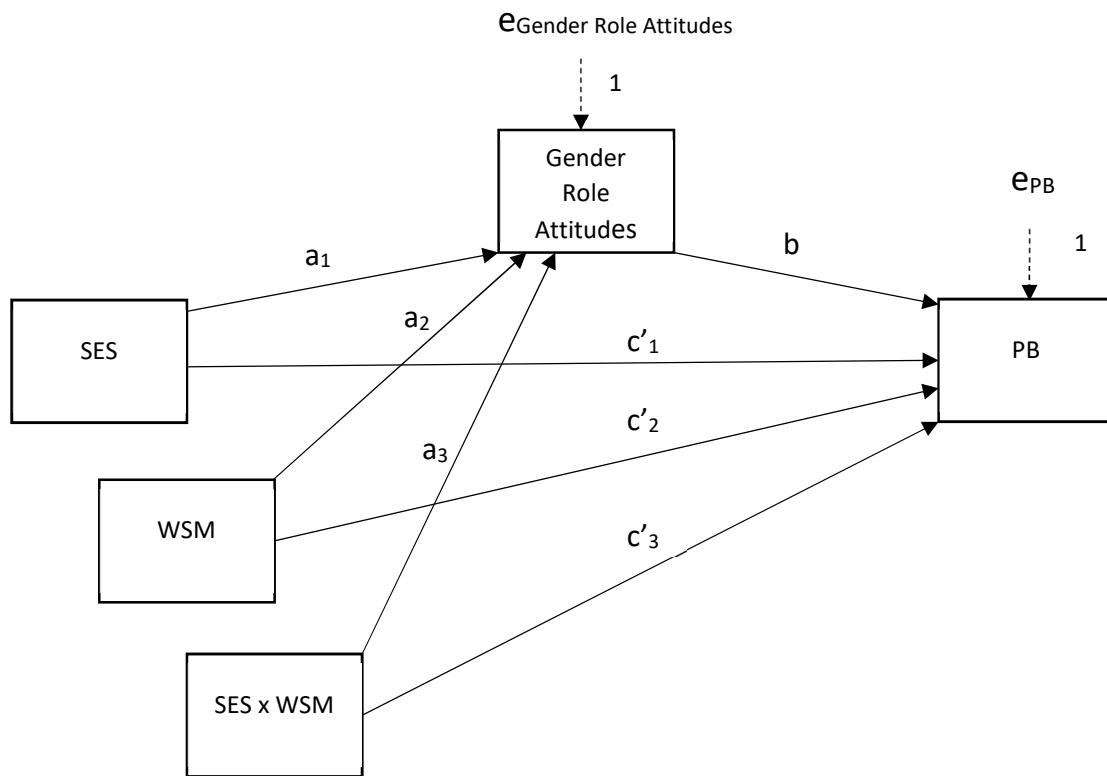 eGender Role Attitudes
1
Gender
Role
Attitudes
ePB
1
a1
b
SES
a2
c’1
PB
c’2
a3
WSM
c’3
SES x WSM